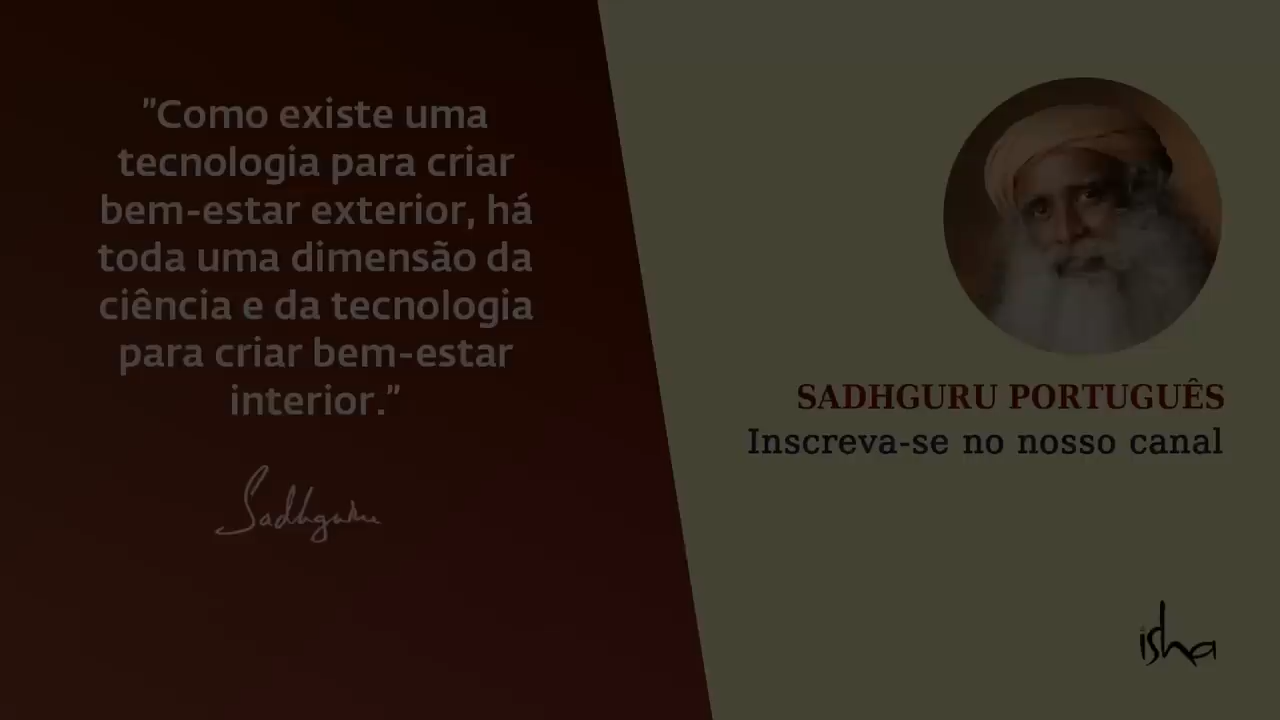 "Como existe uma
tecnologia para criar
bem-estar exterior, há
toda uma dimensão da
ciência e da tecnologia
para criar bem-estar
interior."
Sadhguru
SADHGURU PORTUGUÊS
Inscreva-se no nosso canal
isha